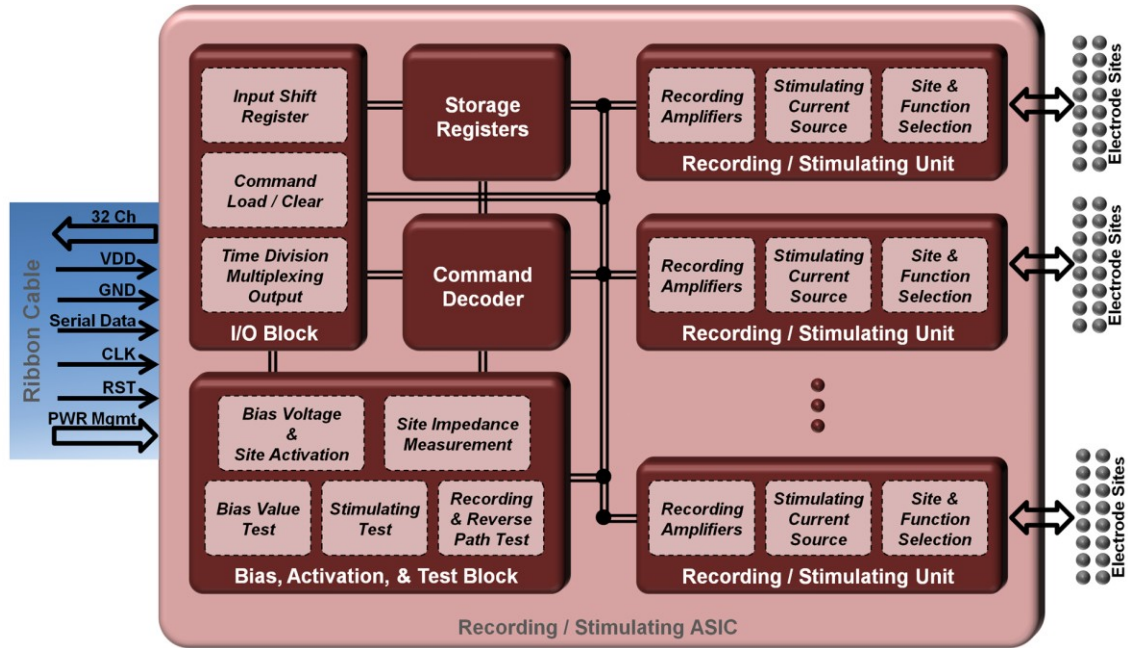 Ribbon Cable
32 Ch
VDD
GND
Serial Data
CLK
RST
PWR Mgmt
Input Shift
Register
Command
Load / Clear
Time Division
Multiplexing
Output
I/O Block
Storage
Registers
Command
Decoder
Bias Voltage
&
Site Activation
Site Impedance
Measurement
Bias Value
Test
Stimulating
Test
Recording
& Reverse
Path Test
Bias, Activation, & Test Block
Recording
Amplifiers
Stimulating
Current
Source
Site &
Function
Selection
Recording / Stimulating Unit
Electrode Sites
Recording
Amplifiers
Stimulating
Current
Source
Site &
Function
Selection
Recording / Stimulating Unit
Electrode Sites
Recording
Amplifiers
Stimulating
Current
Source
Site &
Function
Selection
Recording / Stimulating Unit
Electrode Sites
Recording / Stimulating ASIC